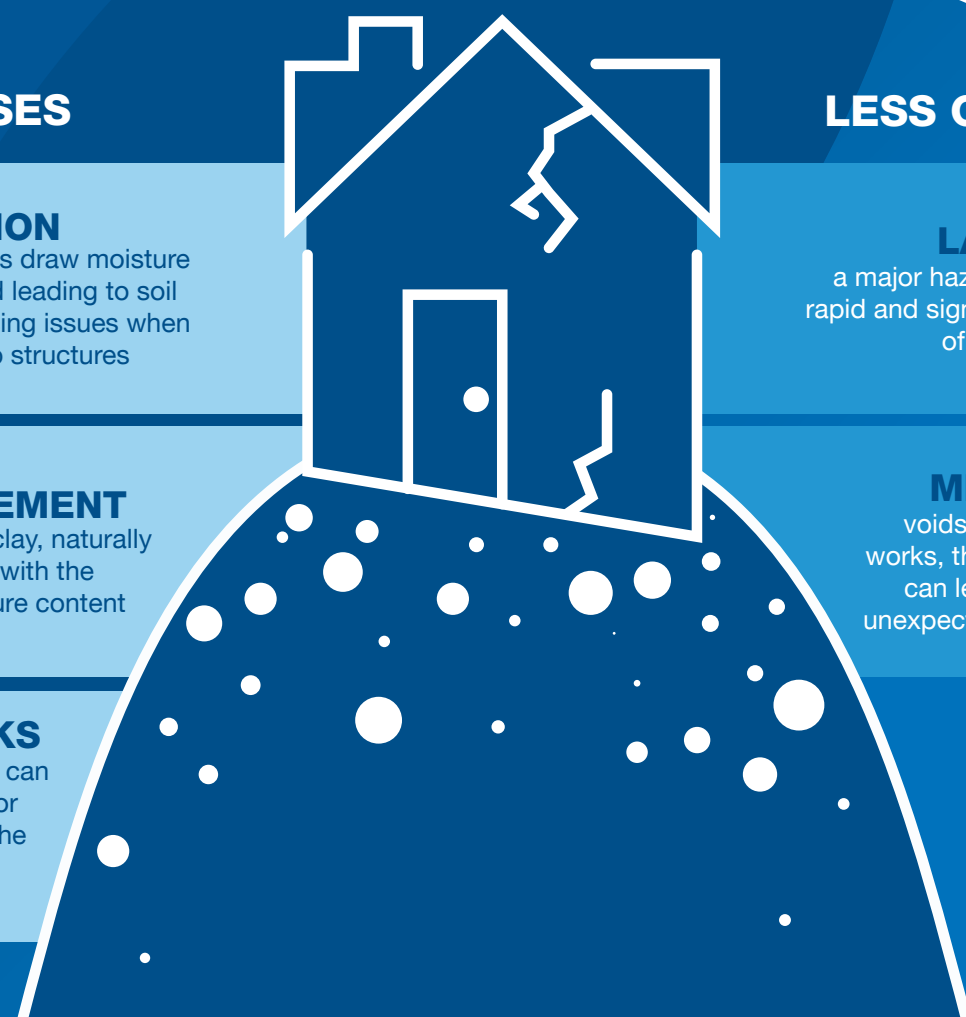 SES
ION
s draw moisture
d leading to soil
ing issues when
structures
EMENT
clay, naturally
with the
ure content
KS
can
or
he
LESS
LA
a major haz
rapid and sign
of
M
voids
works, th
can le
unexpec